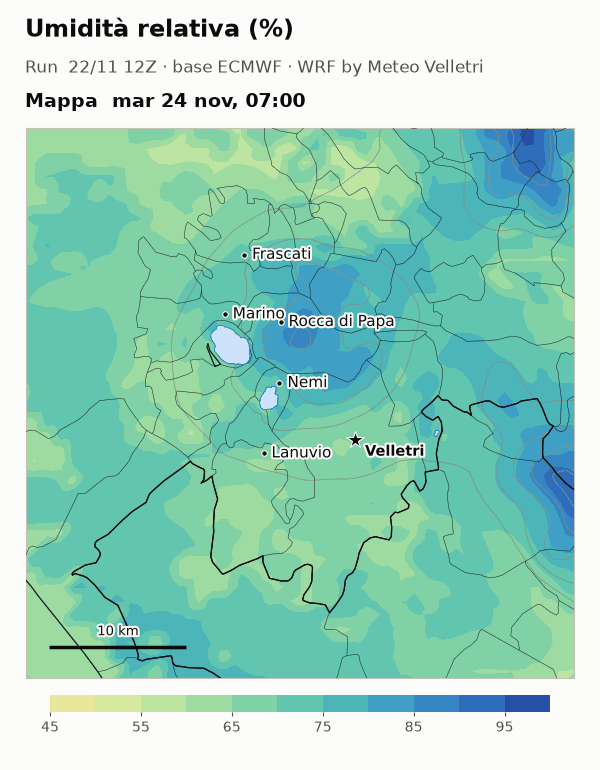 Umidità relativa (%)
Run  22/11 12Z · base ECMWF · WRF by Meteo Velletri
Mappa  mar 24 nov, 07:00
Frascati
Marino
Rocca di Papa
Nemi
Velletri
Lanuvio
10 km
45 55 65 75 85 95